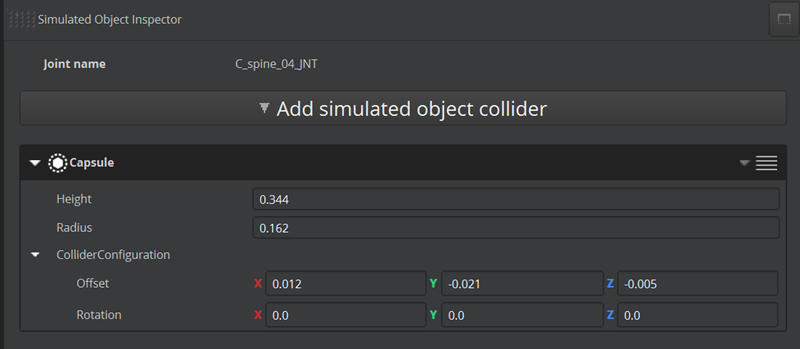 Simulated Object Inspector
Joint name C_spine_04_JNT
Add simulated object collider
Capsule
Height 0.344
Radius 0.162
ColliderConfiguration
Offset X 0.012 Y -0.021 Z -0.005
Rotation X 0.0 Y 0.0 Z 0.0